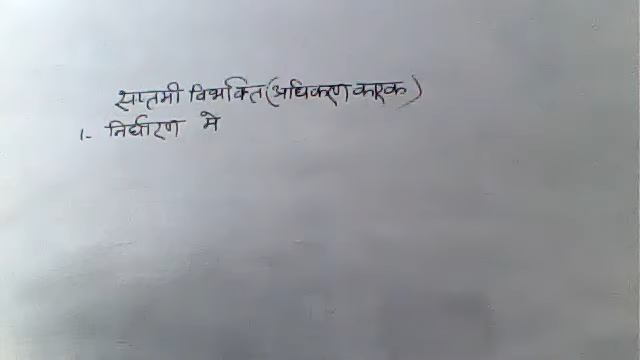 सप्तमी विभक्ति (अधिकरण कारक)
1- निर्धारण मे